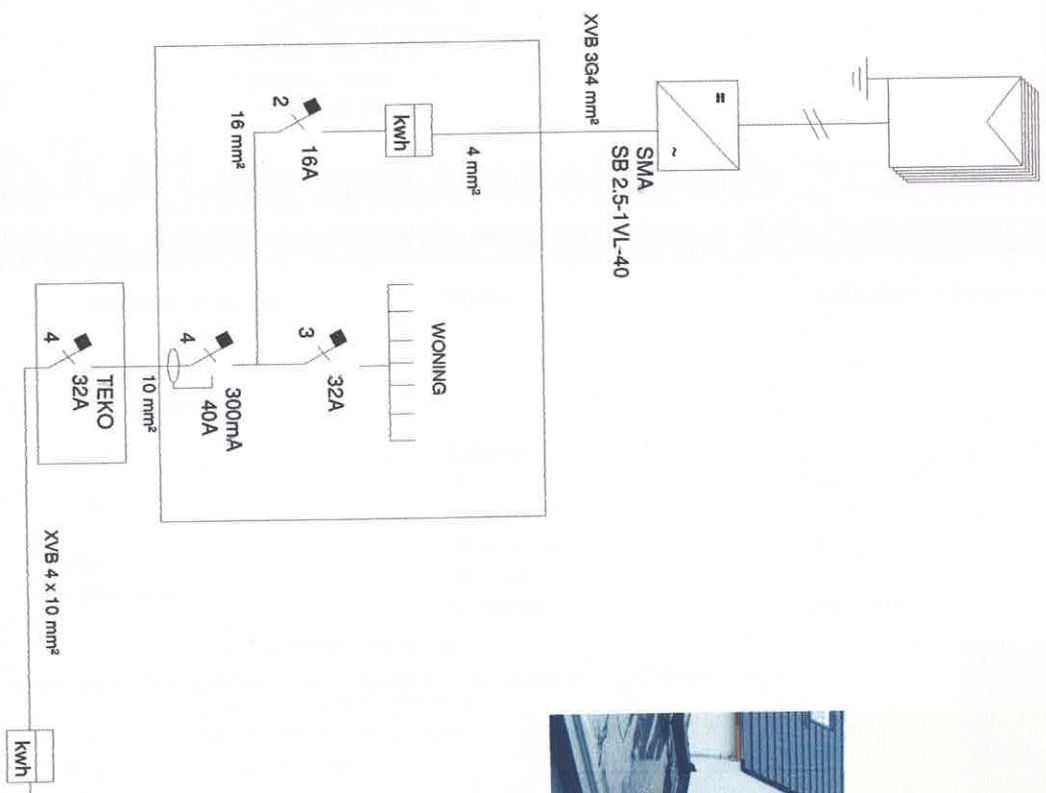 XVB 3G4 mm²
=
~
SMA
SB 2.5-1VL-40
4 mm²
kwh
2
16A
16 mm²
WONING
3
32A
4
300mA
40A
10 mm²
TEKO
4
32A
XVB 4 x 10 mm²
kwh